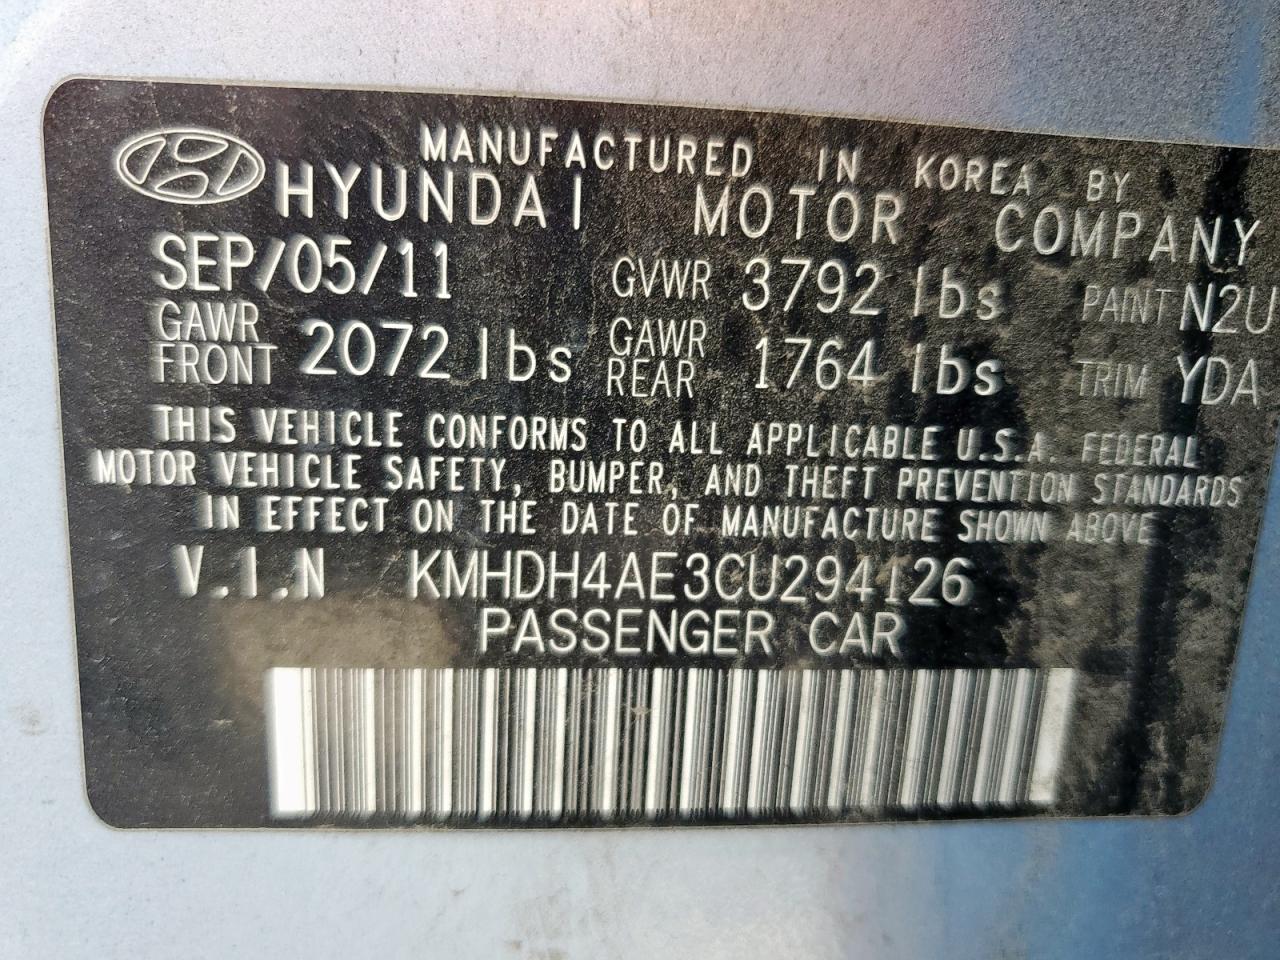 MANUFACTURED IN KOREA BY
HYUNDAI MOTOR COMPANY
SEP/05/11 GVWR 3792 lbs PAINT N2U
GAWR FRONT 2072 lbs GAWR REAR 1764 lbs TRIM YDA
THIS VEHICLE CONFORMS TO ALL APPLICABLE U.S.A. FEDERAL
MOTOR VEHICLE SAFETY, BUMPER, AND THEFT PREVENTION STANDARDS
IN EFFECT ON THE DATE OF MANUFACTURE SHOWN ABOVE
V.I.N KMHDH4AE3CU294126
PASSENGER CAR